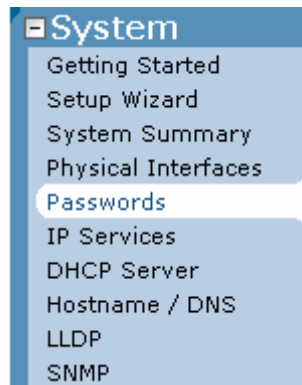 System
Getting Started
Setup Wizard
System Summary
Physical Interfaces
Passwords
IP Services
DHCP Server
Hostname / DNS
LLDP
SNMP